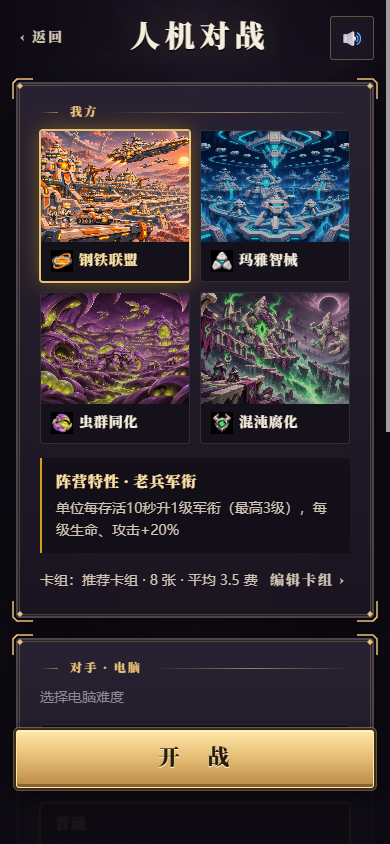 ‹ 返回
人机对战
我方
钢铁联盟
玛雅智械
虫群同化
混沌腐化
阵营特性·老兵军衔
单位每存活10秒升1级军衔（最高3级），每
级生命、攻击+20%
卡组：推荐卡组·8 张·平均 3.5 费 编辑卡组 ›
对手·电脑
选择电脑难度
开 战
普通